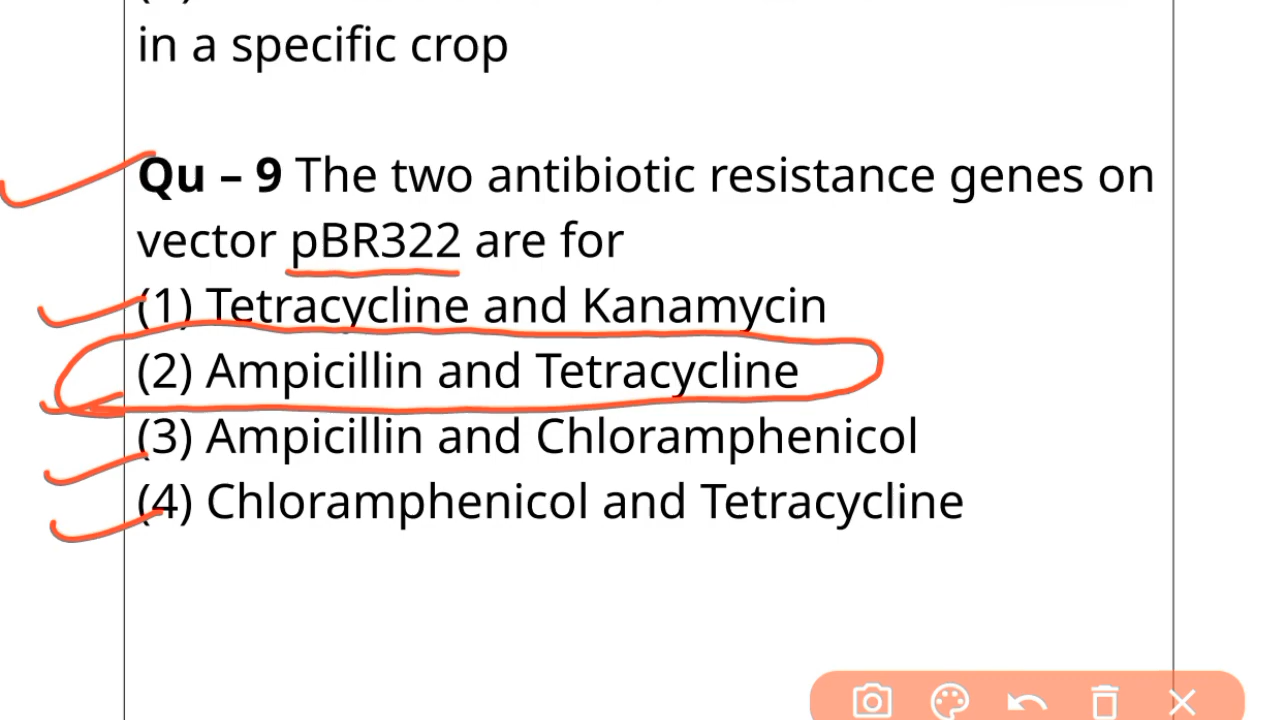 in a specific crop
Qu – 9 The two antibiotic resistance genes on
vector pBR322 are for
(1) Tetracycline and Kanamycin
(2) Ampicillin and Tetracycline
(3) Ampicillin and Chloramphenicol
(4) Chloramphenicol and Tetracycline